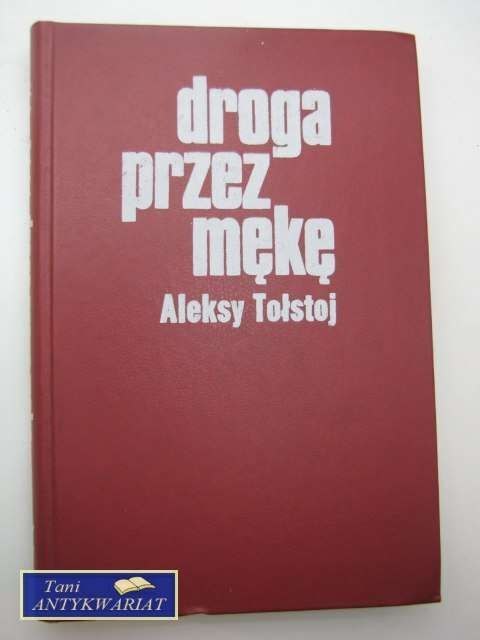 droga
przez
mękę
Aleksy Tołstoj
Tani
ANTYKWARIAT